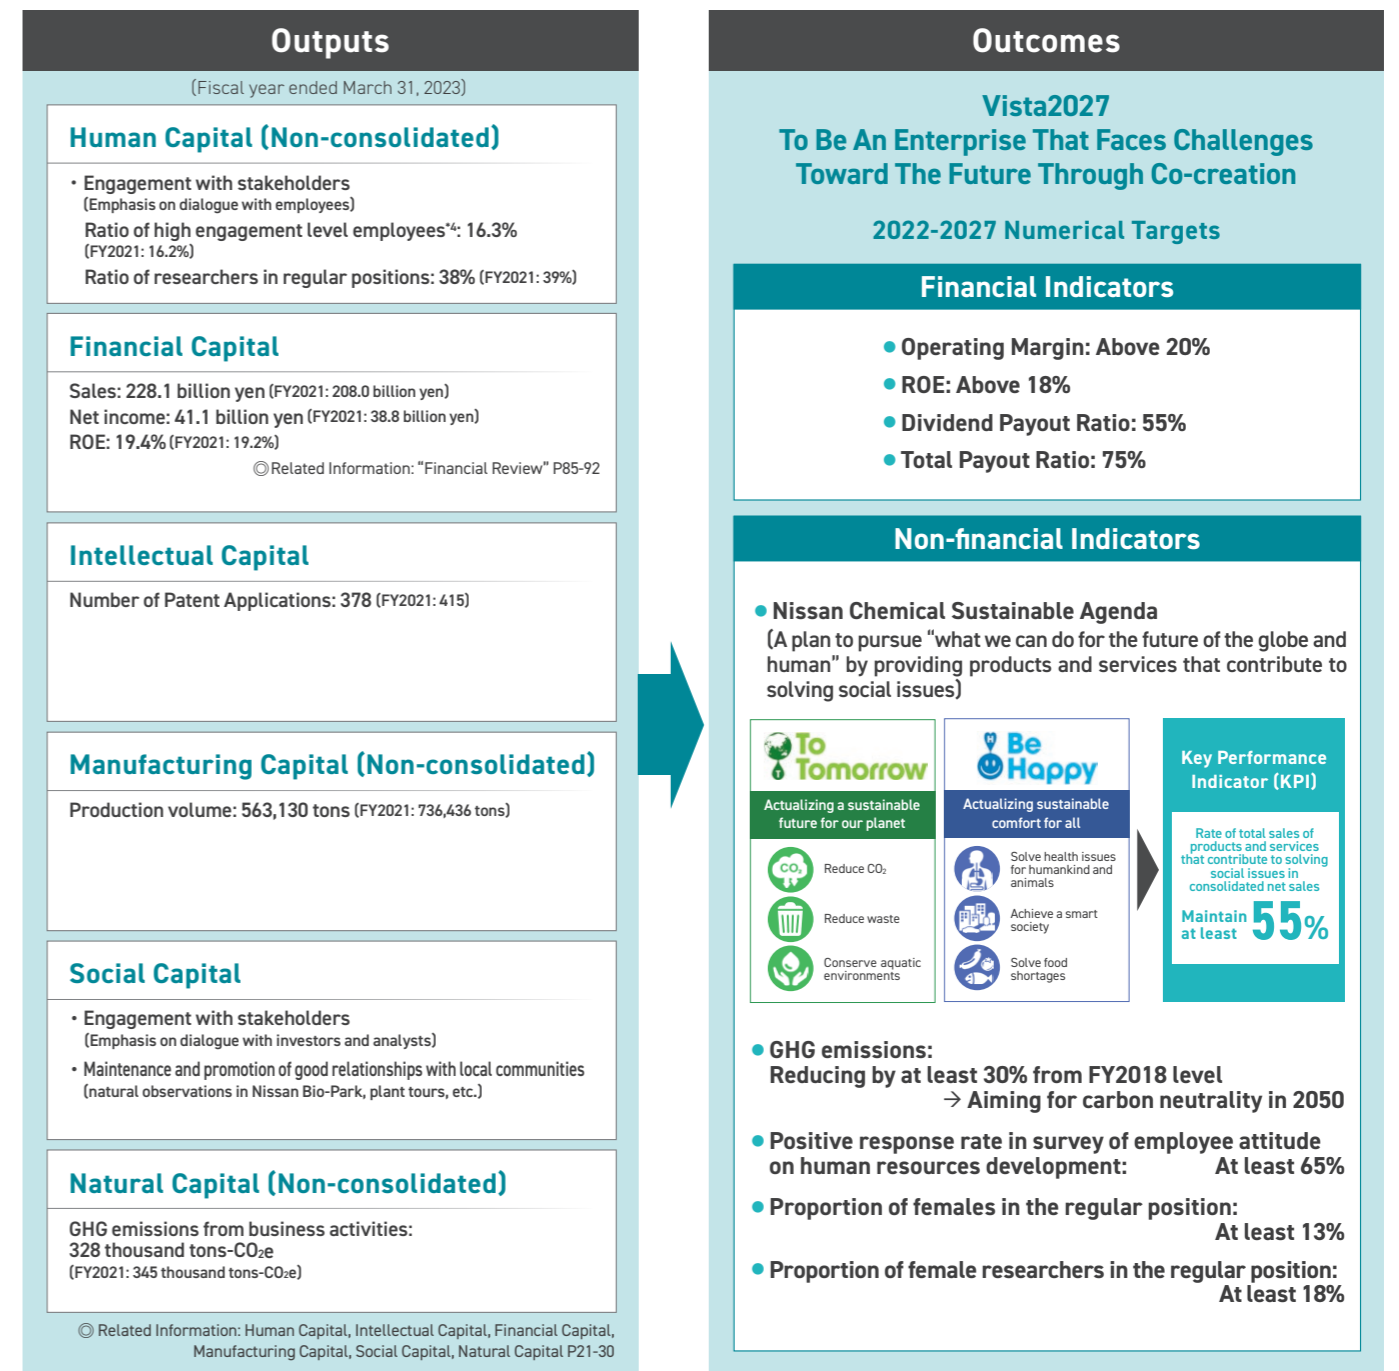 Outputs
(Fiscal year ended March 31, 2023)
Human Capital (Non-consolidated)
・Engagement with stakeholders
(Emphasis on dialogue with employees)
Ratio of high engagement level employees*4: 16.3%
(FY2021: 16.2%)
Ratio of researchers in regular positions: 38% (FY2021: 39%)
Financial Capital
Sales: 228.1 billion yen (FY2021: 208.0 billion yen)
Net income: 41.1 billion yen (FY2021: 38.8 billion yen)
ROE: 19.4% (FY2021: 19.2%)
◎Related Information: “Financial Review” P85-92
Intellectual Capital
Number of Patent Applications: 378 (FY2021: 415)
Manufacturing Capital (Non-consolidated)
Production volume: 563,130 tons (FY2021: 736,436 tons)
Social Capital
・Engagement with stakeholders
(Emphasis on dialogue with investors and analysts)
・Maintenance and promotion of good relationships with local communities
(natural observations in Nissan Bio-Park, plant tours, etc.)
Natural Capital (Non-consolidated)
GHG emissions from business activities:
328 thousand tons-CO₂e
(FY2021: 345 thousand tons-CO₂e)
◎ Related Information: Human Capital, Intellectual Capital, Financial Capital,
Manufacturing Capital, Social Capital, Natural Capital P21-30
Outcomes
Vista2027
To Be An Enterprise That Faces Challenges
Toward The Future Through Co-creation
2022-2027 Numerical Targets
Financial Indicators
● Operating Margin: Above 20%
● ROE: Above 18%
● Dividend Payout Ratio: 55%
● Total Payout Ratio: 75%
Non-financial Indicators
● Nissan Chemical Sustainable Agenda
(A plan to pursue “what we can do for the future of the globe and
human” by providing products and services that contribute to
solving social issues)
To
T Tomorrow
Actualizing a sustainable
future for our planet
CO₂ Reduce CO₂
Reduce waste
Conserve aquatic
environments
H Be
Happy
Actualizing sustainable
comfort for all
Solve health issues
for humankind and
animals
Achieve a smart
society
Solve food
shortages
Key Performance
Indicator (KPI)
Rate of total sales of
products and services
that contribute to solving
social issues in
consolidated net sales
Maintain
at least 55%
● GHG emissions:
Reducing by at least 30% from FY2018 level
→ Aiming for carbon neutrality in 2050
● Positive response rate in survey of employee attitude
on human resources development: At least 65%
● Proportion of females in the regular position:
At least 13%
● Proportion of female researchers in the regular position:
At least 18%